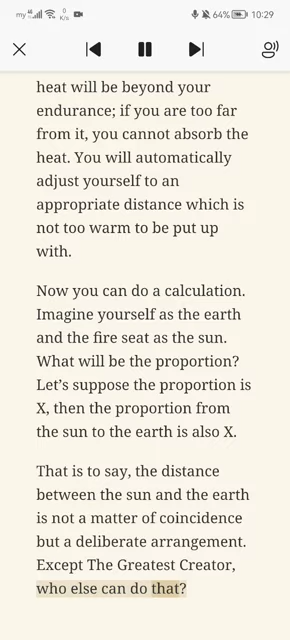 my 4G 0 K/s 64% 10:29
heat will be beyond your
endurance; if you are too far
from it, you cannot absorb the
heat. You will automatically
adjust yourself to an
appropriate distance which is
not too warm to be put up
with.
Now you can do a calculation.
Imagine yourself as the earth
and the fire seat as the sun.
What will be the proportion?
Let’s suppose the proportion is
X, then the proportion from
the sun to the earth is also X.
That is to say, the distance
between the sun and the earth
is not a matter of coincidence
but a deliberate arrangement.
Except The Greatest Creator,
who else can do that?